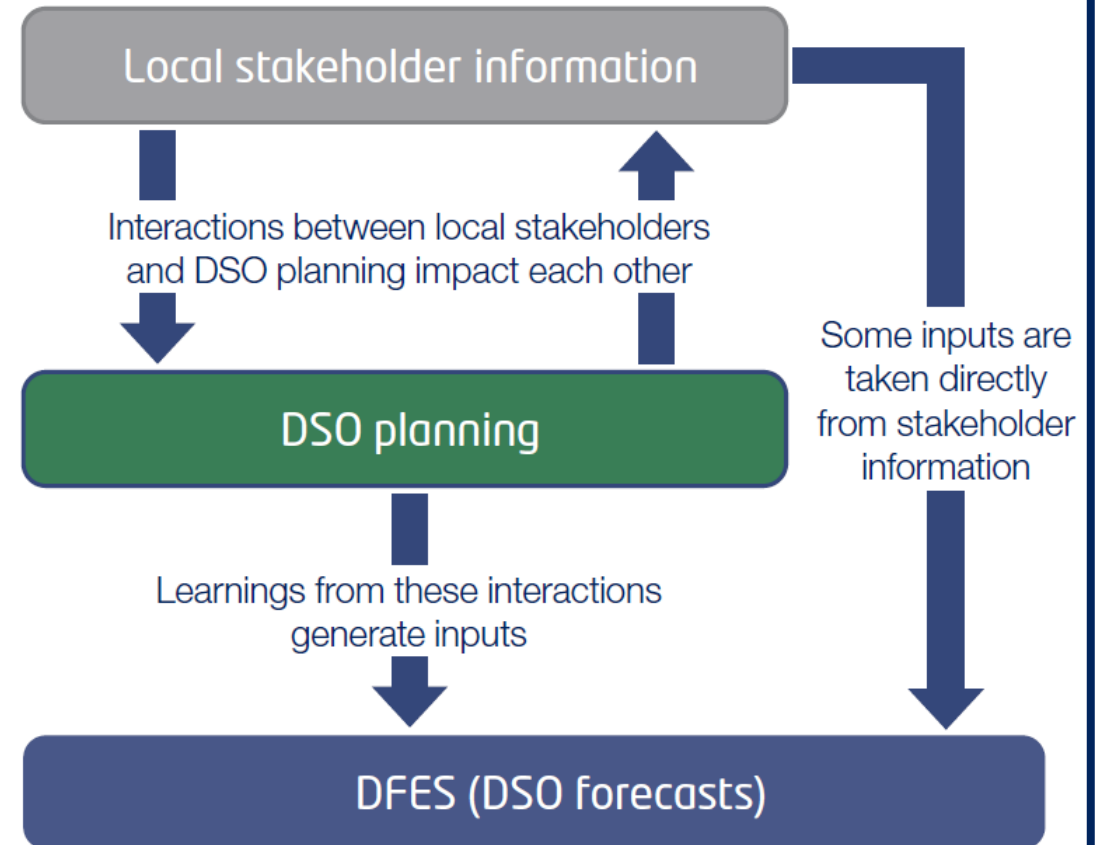 Local stakeholder information
Interactions between local stakeholders
and DSO planning impact each other
Some inputs are
taken directly
from stakeholder
information
DSO planning
Learnings from these interactions
generate inputs
DFES (DSO forecasts)